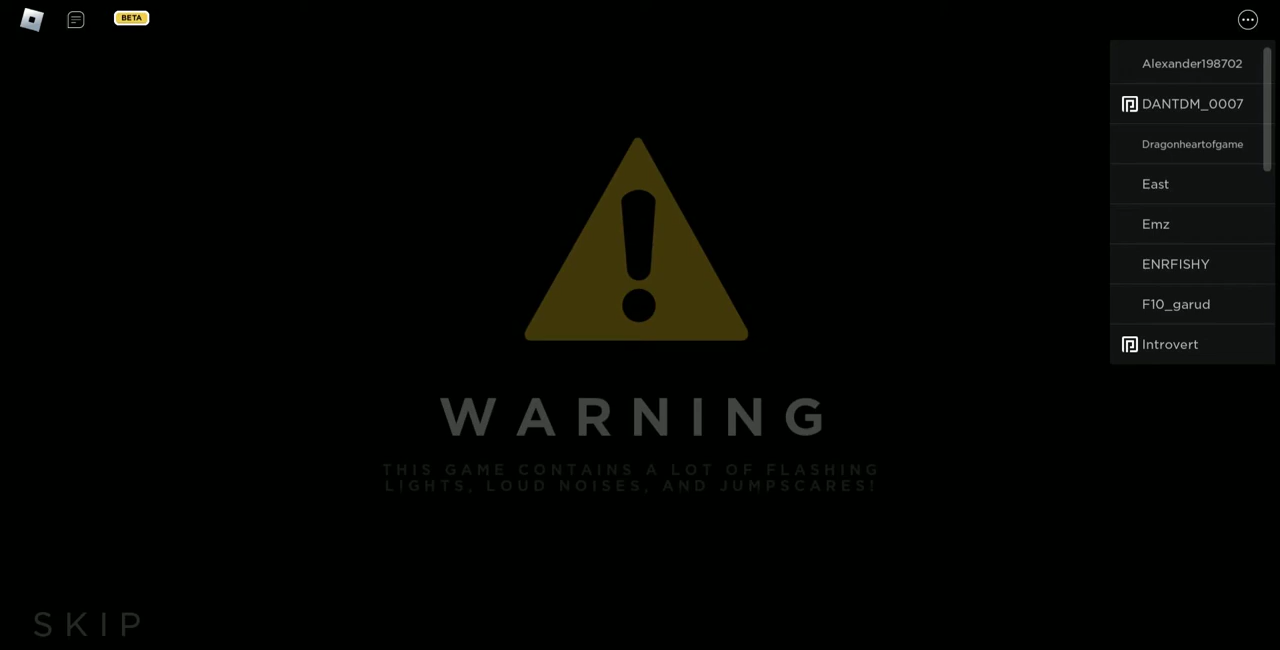 BETA
Alexander198702
DANTDM_0007
Dragonheartofgame
East
Emz
ENRFISHY
F10_garud
Introvert
WARNING
THIS GAME CONTAINS A LOT OF FLASHING
LIGHTS, LOUD NOISES, AND JUMPSCARES!
SKIP